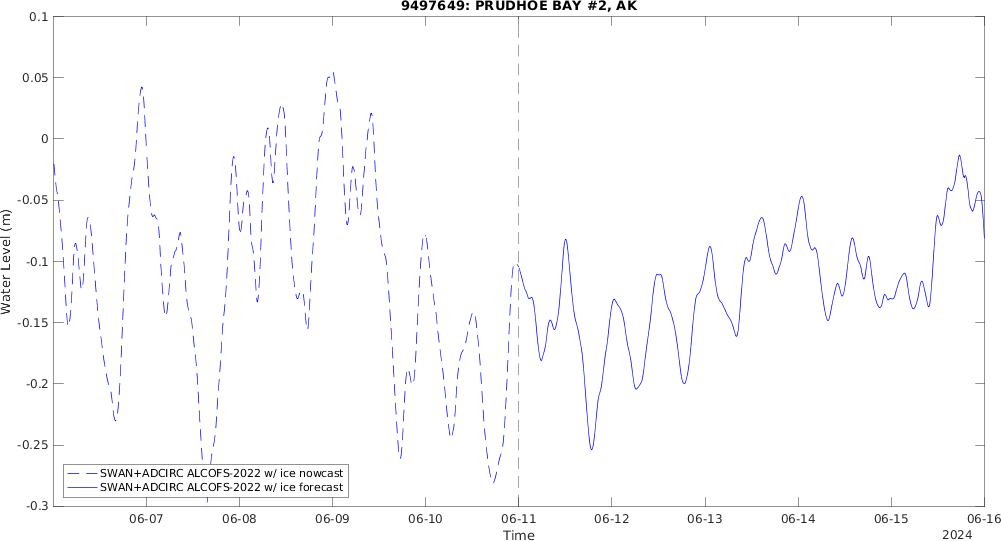 9497649: PRUDHOE BAY #2, AK
0.1
0.05
0
-0.05
-0.1
-0.15
-0.2
-0.25
-0.3
Water Level (m)
SWAN+ADCIRC ALCOFS-2022 w/ ice nowcast
SWAN+ADCIRC ALCOFS-2022 w/ ice forecast
06-07 06-08 06-09 06-10 06-11 06-12 06-13 06-14 06-15 06-16
Time
2024